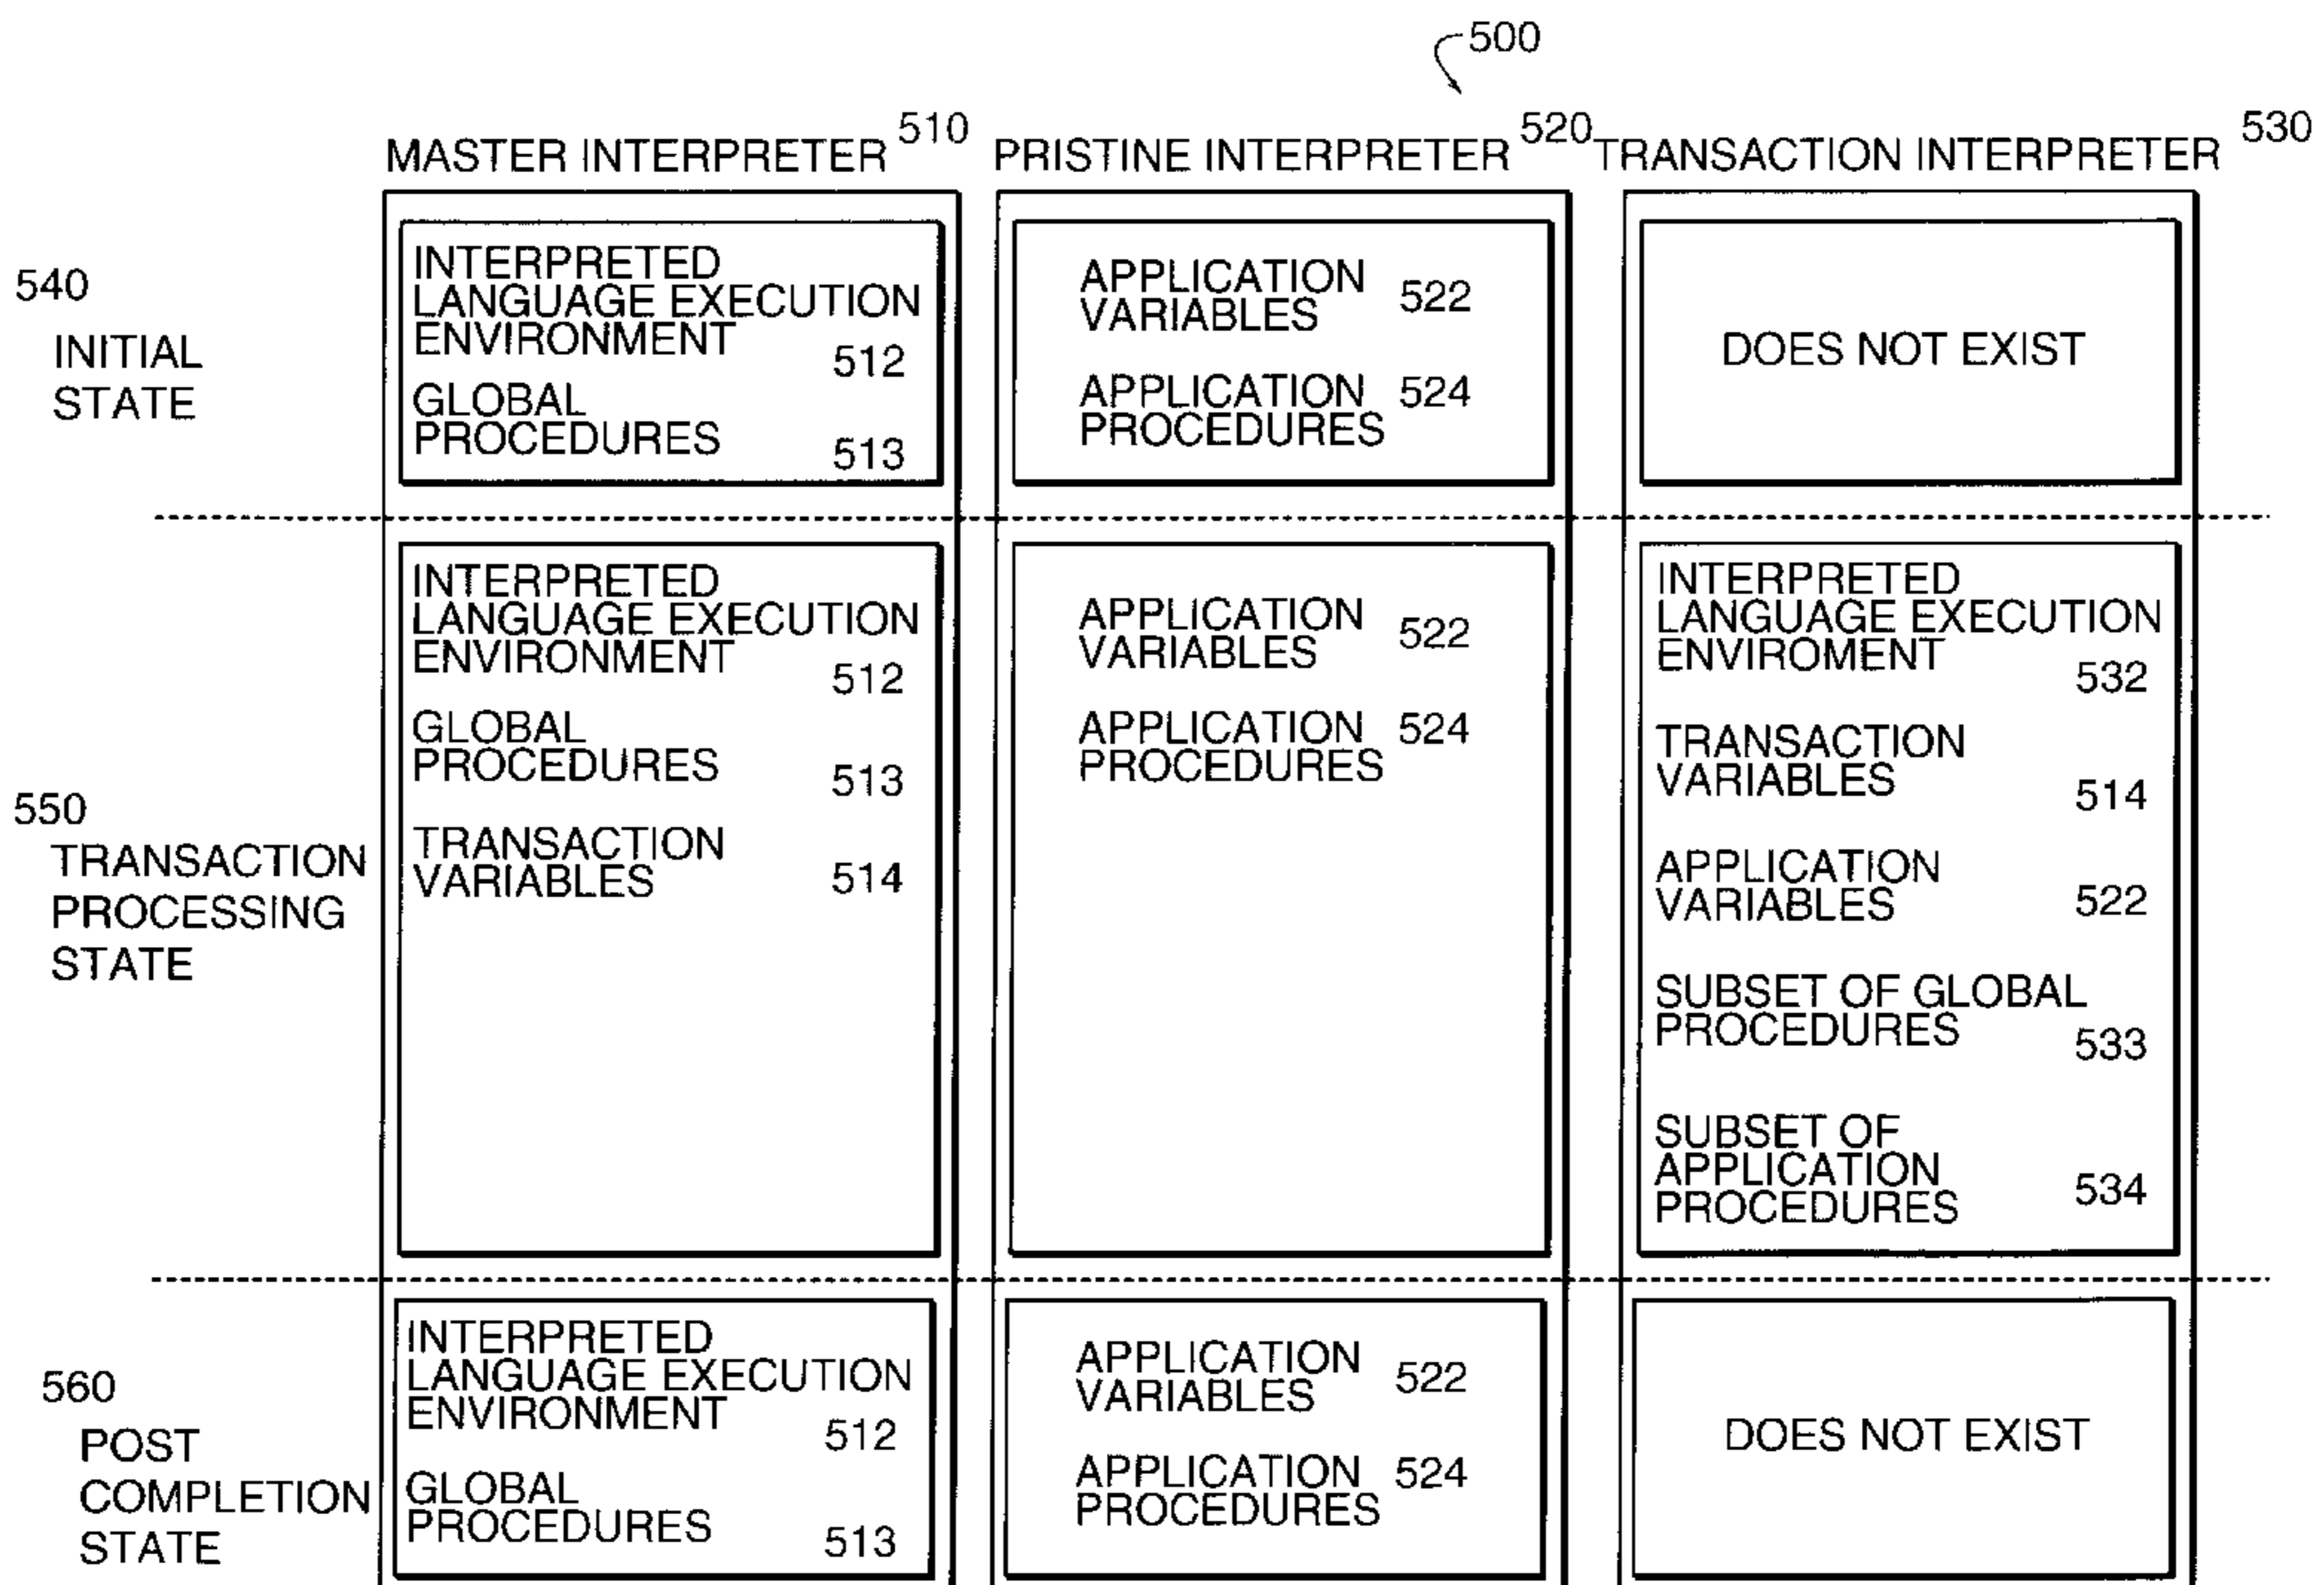 500
MASTER INTERPRETER 510
PRISTINE INTERPRETER 520
TRANSACTION INTERPRETER 530
540
INITIAL
STATE
INTERPRETED
LANGUAGE EXECUTION
ENVIRONMENT
512
GLOBAL
PROCEDURES
513
APPLICATION
VARIABLES 522
APPLICATION 524
PROCEDURES
DOES NOT EXIST
550
TRANSACTION
PROCESSING
STATE
INTERPRETED
LANGUAGE EXECUTION
ENVIRONMENT
512
GLOBAL
PROCEDURES
513
TRANSACTION
VARIABLES 514
APPLICATION
VARIABLES 522
APPLICATION 524
PROCEDURES
INTERPRETED
LANGUAGE EXECUTION
ENVIROMENT
532
TRANSACTION
VARIABLES
514
APPLICATION
VARIABLES 522
SUBSET OF GLOBAL
PROCEDURES
533
SUBSET OF
APPLICATION
PROCEDURES 534
560
POST
COMPLETION
STATE
INTERPRETED
LANGUAGE EXECUTION
ENVIRONMENT
512
GLOBAL
PROCEDURES
513
APPLICATION
VARIABLES 522
APPLICATION 524
PROCEDURES
DOES NOT EXIST